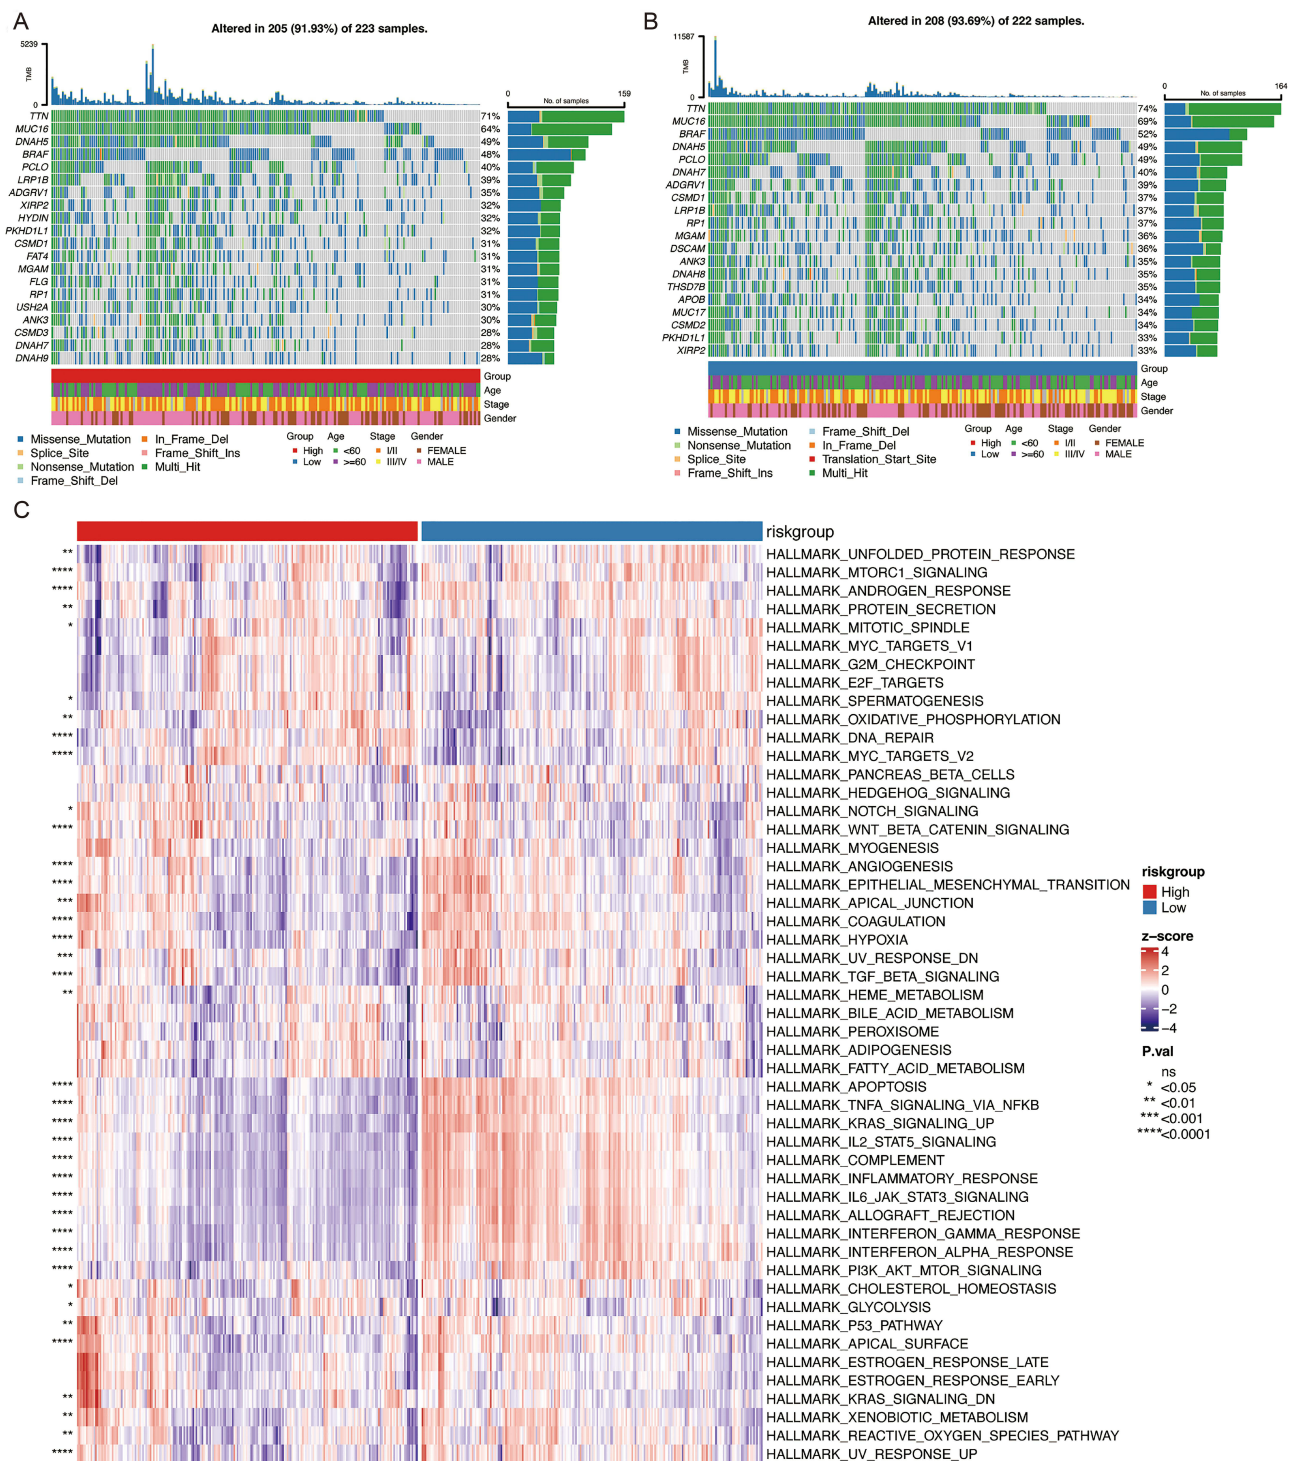 A
Altered in 205 (91.93%) of 223 samples.
5239
TMB
0
0
159
No. of samples
TTN 71%
MUC16 64%
DNAH5 49%
BRAF 48%
PCLO 40%
LRP1B 39%
ADGRV1 35%
XIRP2 32%
HYDIN 32%
PKHD1L1 32%
CSMD1 31%
FAT4 31%
MGAM 31%
FLG 31%
RP1 31%
USH2A 30%
ANK3 30%
CSMD3 28%
DNAH7 28%
DNAH9 28%
Group
Age
Stage
Gender
Missense_Mutation
Splice_Site
Nonsense_Mutation
Frame_Shift_Del
In_Frame_Del
Frame_Shift_Ins
Multi_Hit
Group Age Stage Gender
High <60 I/II FEMALE
Low >=60 III/IV MALE
B
Altered in 208 (93.69%) of 222 samples.
11587
TMB
0
0
164
No. of samples
TTN 74%
MUC16 69%
BRAF 52%
DNAH5 49%
PCLO 49%
DNAH7 40%
ADGRV1 39%
CSMD1 37%
LRP1B 37%
RP1 37%
MGAM 36%
DSCAM 36%
ANK3 35%
DNAH8 35%
THSD7B 35%
APOB 34%
MUC17 34%
CSMD2 34%
PKHD1L1 33%
XIRP2 33%
Group
Age
Stage
Gender
Missense_Mutation
Nonsense_Mutation
Splice_Site
Frame_Shift_Ins
Frame_Shift_Del
In_Frame_Del
Translation_Start_Site
Multi_Hit
Group Age Stage Gender
High <60 I/II FEMALE
Low >=60 III/IV MALE
C
riskgroup
** HALLMARK_UNFOLDED_PROTEIN_RESPONSE
**** HALLMARK_MTORC1_SIGNALING
**** HALLMARK_ANDROGEN_RESPONSE
** HALLMARK_PROTEIN_SECRETION
* HALLMARK_MITOTIC_SPINDLE
HALLMARK_MYC_TARGETS_V1
HALLMARK_G2M_CHECKPOINT
HALLMARK_E2F_TARGETS
* HALLMARK_SPERMATOGENESIS
** HALLMARK_OXIDATIVE_PHOSPHORYLATION
**** HALLMARK_DNA_REPAIR
**** HALLMARK_MYC_TARGETS_V2
HALLMARK_PANCREAS_BETA_CELLS
HALLMARK_HEDGEHOG_SIGNALING
* HALLMARK_NOTCH_SIGNALING
**** HALLMARK_WNT_BETA_CATENIN_SIGNALING
HALLMARK_MYOGENESIS
**** HALLMARK_ANGIOGENESIS
**** HALLMARK_EPITHELIAL_MESENCHYMAL_TRANSITION
*** HALLMARK_APICAL_JUNCTION
**** HALLMARK_COAGULATION
**** HALLMARK_HYPOXIA
*** HALLMARK_UV_RESPONSE_DN
**** HALLMARK_TGF_BETA_SIGNALING
** HALLMARK_HEME_METABOLISM
HALLMARK_BILE_ACID_METABOLISM
HALLMARK_PEROXISOME
HALLMARK_ADIPOGENESIS
HALLMARK_FATTY_ACID_METABOLISM
**** HALLMARK_APOPTOSIS
**** HALLMARK_TNFA_SIGNALING_VIA_NFKB
**** HALLMARK_KRAS_SIGNALING_UP
**** HALLMARK_IL2_STAT5_SIGNALING
**** HALLMARK_COMPLEMENT
**** HALLMARK_INFLAMMATORY_RESPONSE
**** HALLMARK_IL6_JAK_STAT3_SIGNALING
**** HALLMARK_ALLOGRAFT_REJECTION
**** HALLMARK_INTERFERON_GAMMA_RESPONSE
**** HALLMARK_INTERFERON_ALPHA_RESPONSE
**** HALLMARK_PI3K_AKT_MTOR_SIGNALING
* HALLMARK_CHOLESTEROL_HOMEOSTASIS
* HALLMARK_GLYCOLYSIS
** HALLMARK_P53_PATHWAY
**** HALLMARK_APICAL_SURFACE
HALLMARK_ESTROGEN_RESPONSE_LATE
HALLMARK_ESTROGEN_RESPONSE_EARLY
** HALLMARK_KRAS_SIGNALING_DN
** HALLMARK_XENOBIOTIC_METABOLISM
** HALLMARK_REACTIVE_OXYGEN_SPECIES_PATHWAY
**** HALLMARK_UV_RESPONSE_UP
riskgroup
High
Low
z-score
4
2
0
−2
−4
P.val
ns
* <0.05
** <0.01
*** <0.001
**** <0.0001